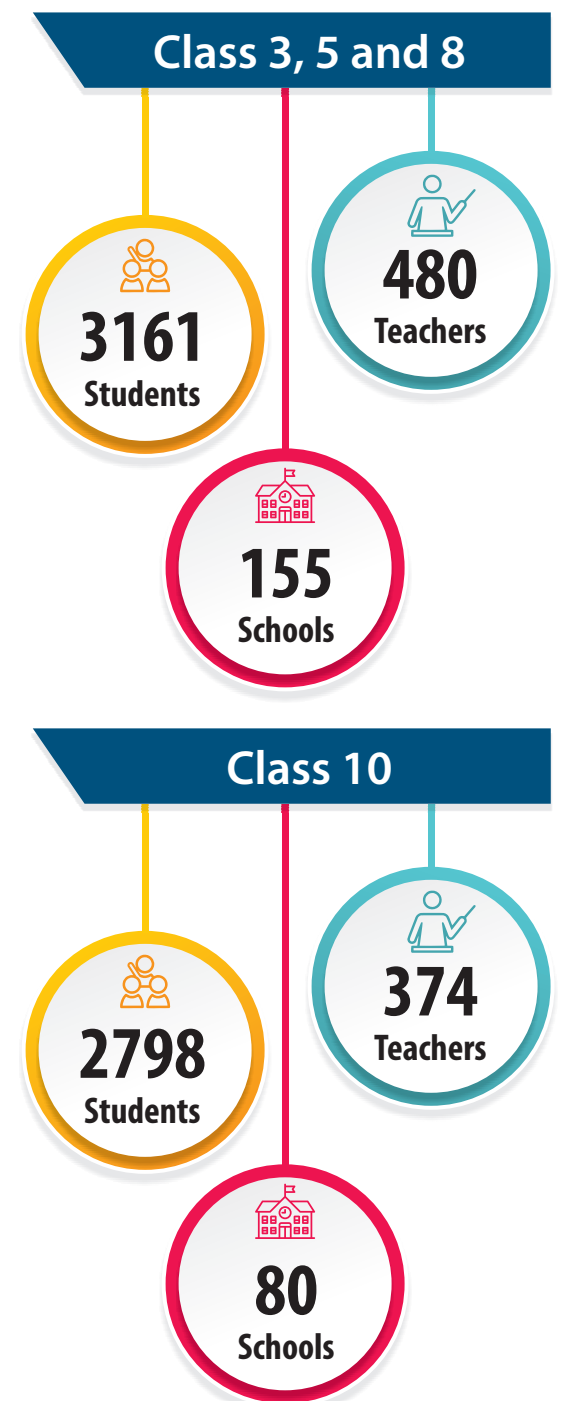 Class 3, 5 and 8
480
Teachers
3161
Students
155
Schools
Class 10
374
Teachers
2798
Students
80
Schools